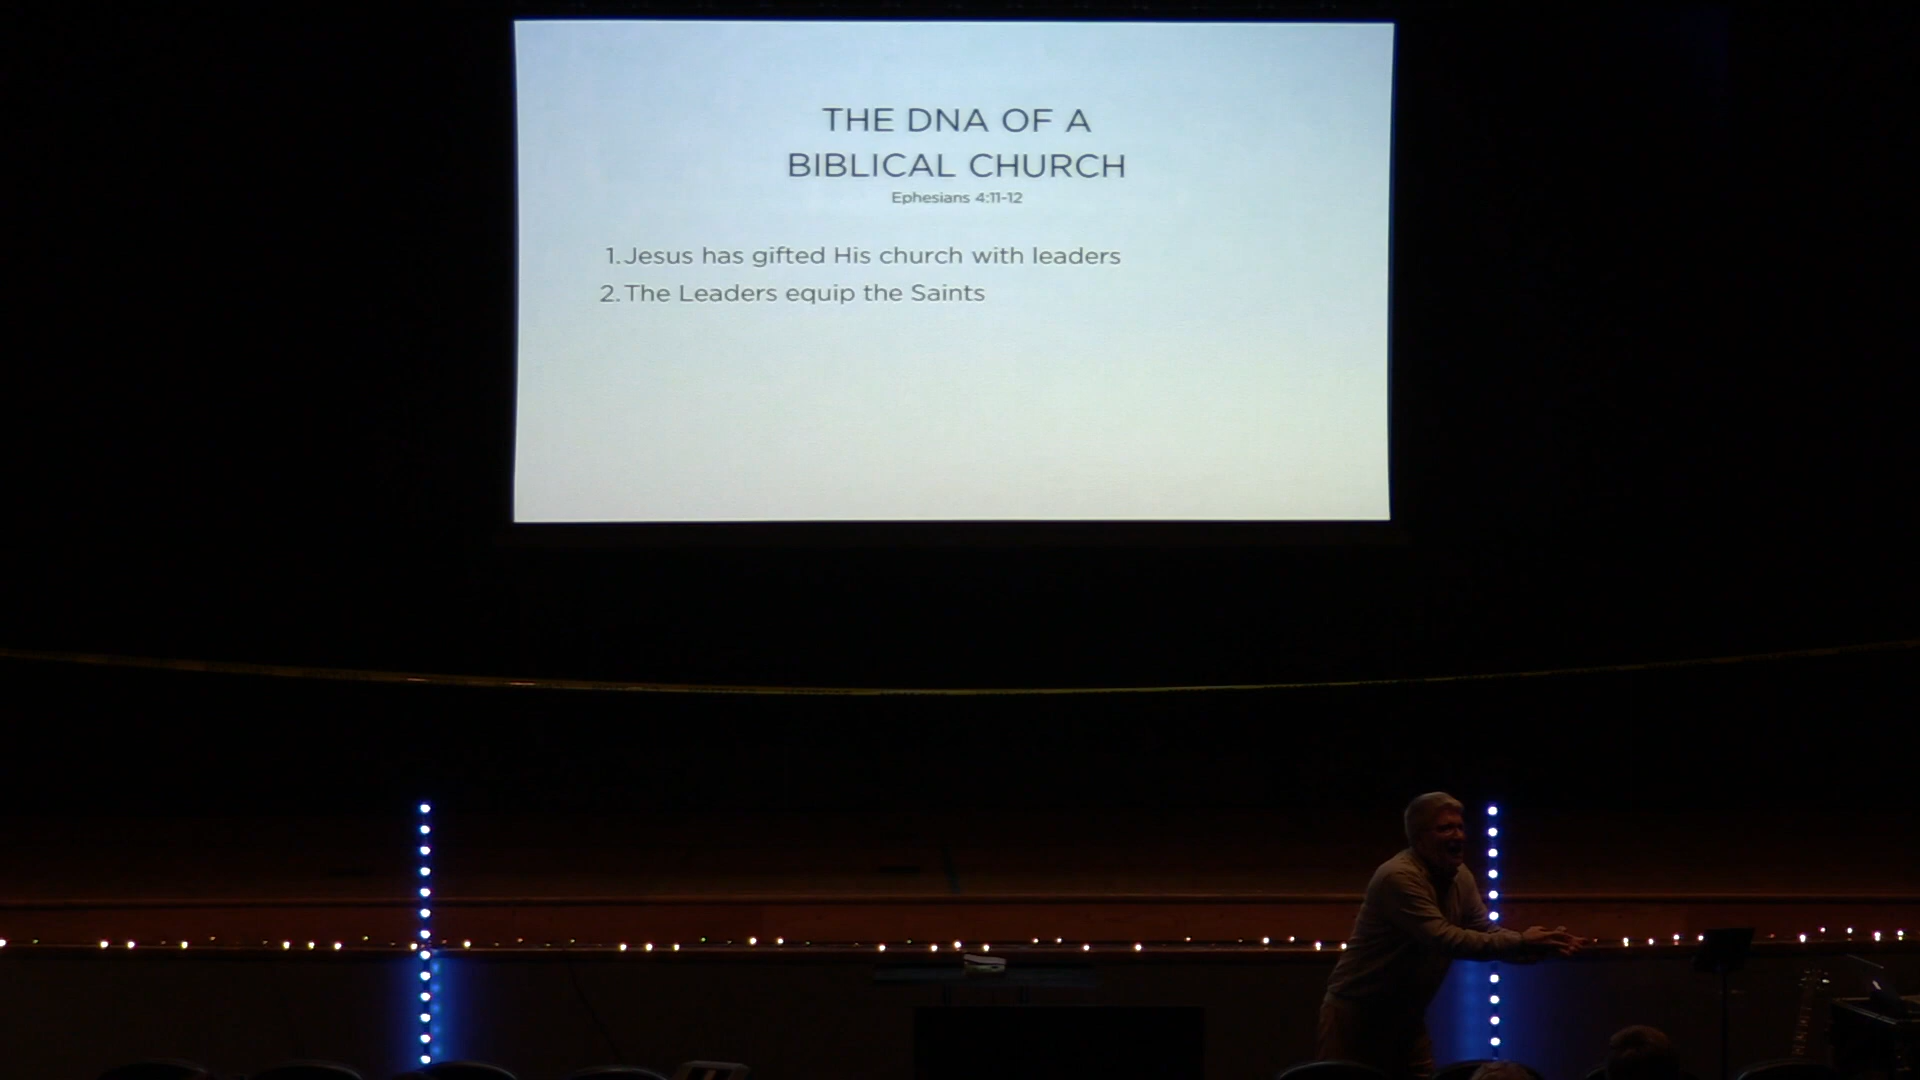 THE DNA OF A
BIBLICAL CHURCH
Ephesians 4:11-12
1. Jesus has gifted His church with leaders
2. The Leaders equip the Saints